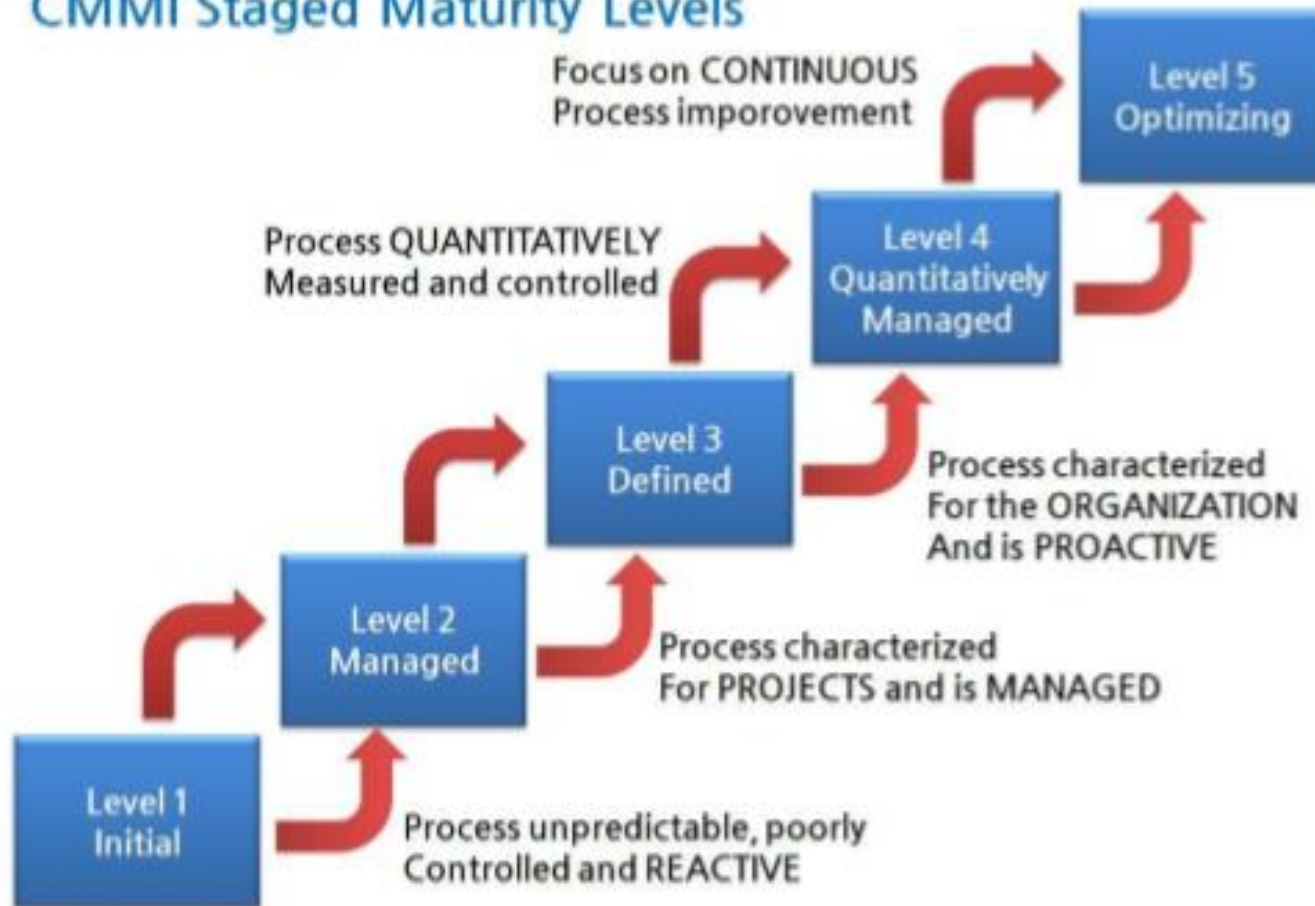 CMMI Staged Maturity Levels
Focus on CONTINUOUS
Process imporovement
Level 5
Optimizing
Process QUANTITATIVELY
Measured and controlled
Level 4
Quantitatively
Managed
Level 3
Defined
Process characterized
For the ORGANIZATION
And is PROACTIVE
Level 2
Managed
Process characterized
For PROJECTS and is MANAGED
Level 1
Initial
Process unpredictable, poorly
Controlled and REACTIVE